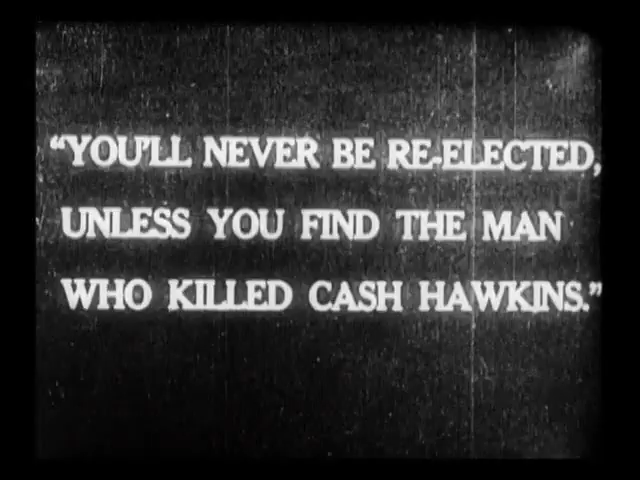 "YOU'LL NEVER BE RE-ELECTED,
UNLESS YOU FIND THE MAN
WHO KILLED CASH HAWKINS."